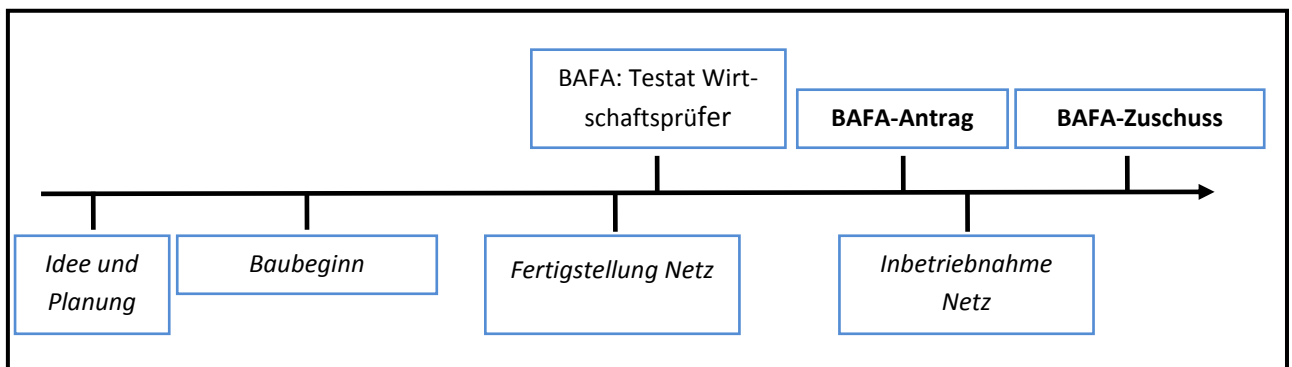 BAFA: Testat Wirt-
schaftsprüfer
BAFA-Antrag
BAFA-Zuschuss
Idee und
Planung
Baubeginn
Fertigstellung Netz
Inbetriebnahme
Netz